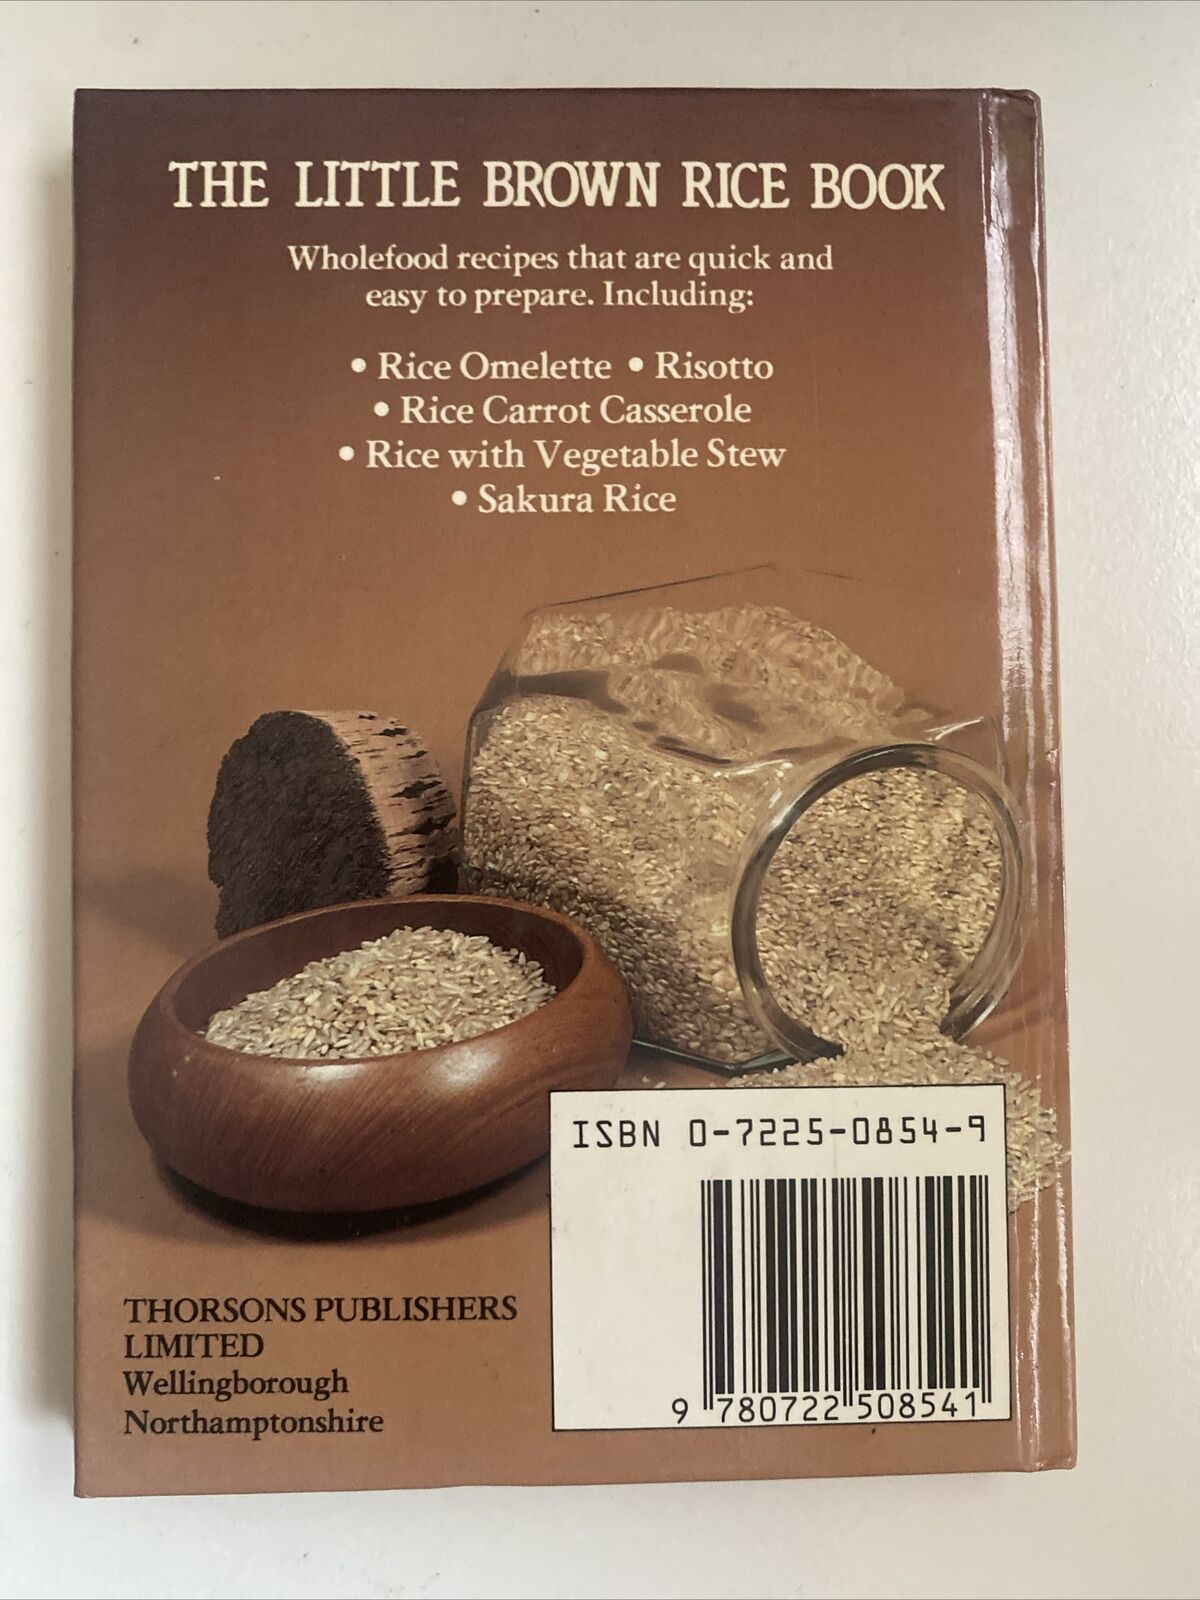 THE LITTLE BROWN RICE BOOK
Wholefood recipes that are quick and
easy to prepare. Including:
• Rice Omelette • Risotto
• Rice Carrot Casserole
• Rice with Vegetable Stew
• Sakura Rice
ISBN 0-7225-0854-9
9 780722 508541
THORSONS PUBLISHERS
LIMITED
Wellingborough
Northamptonshire